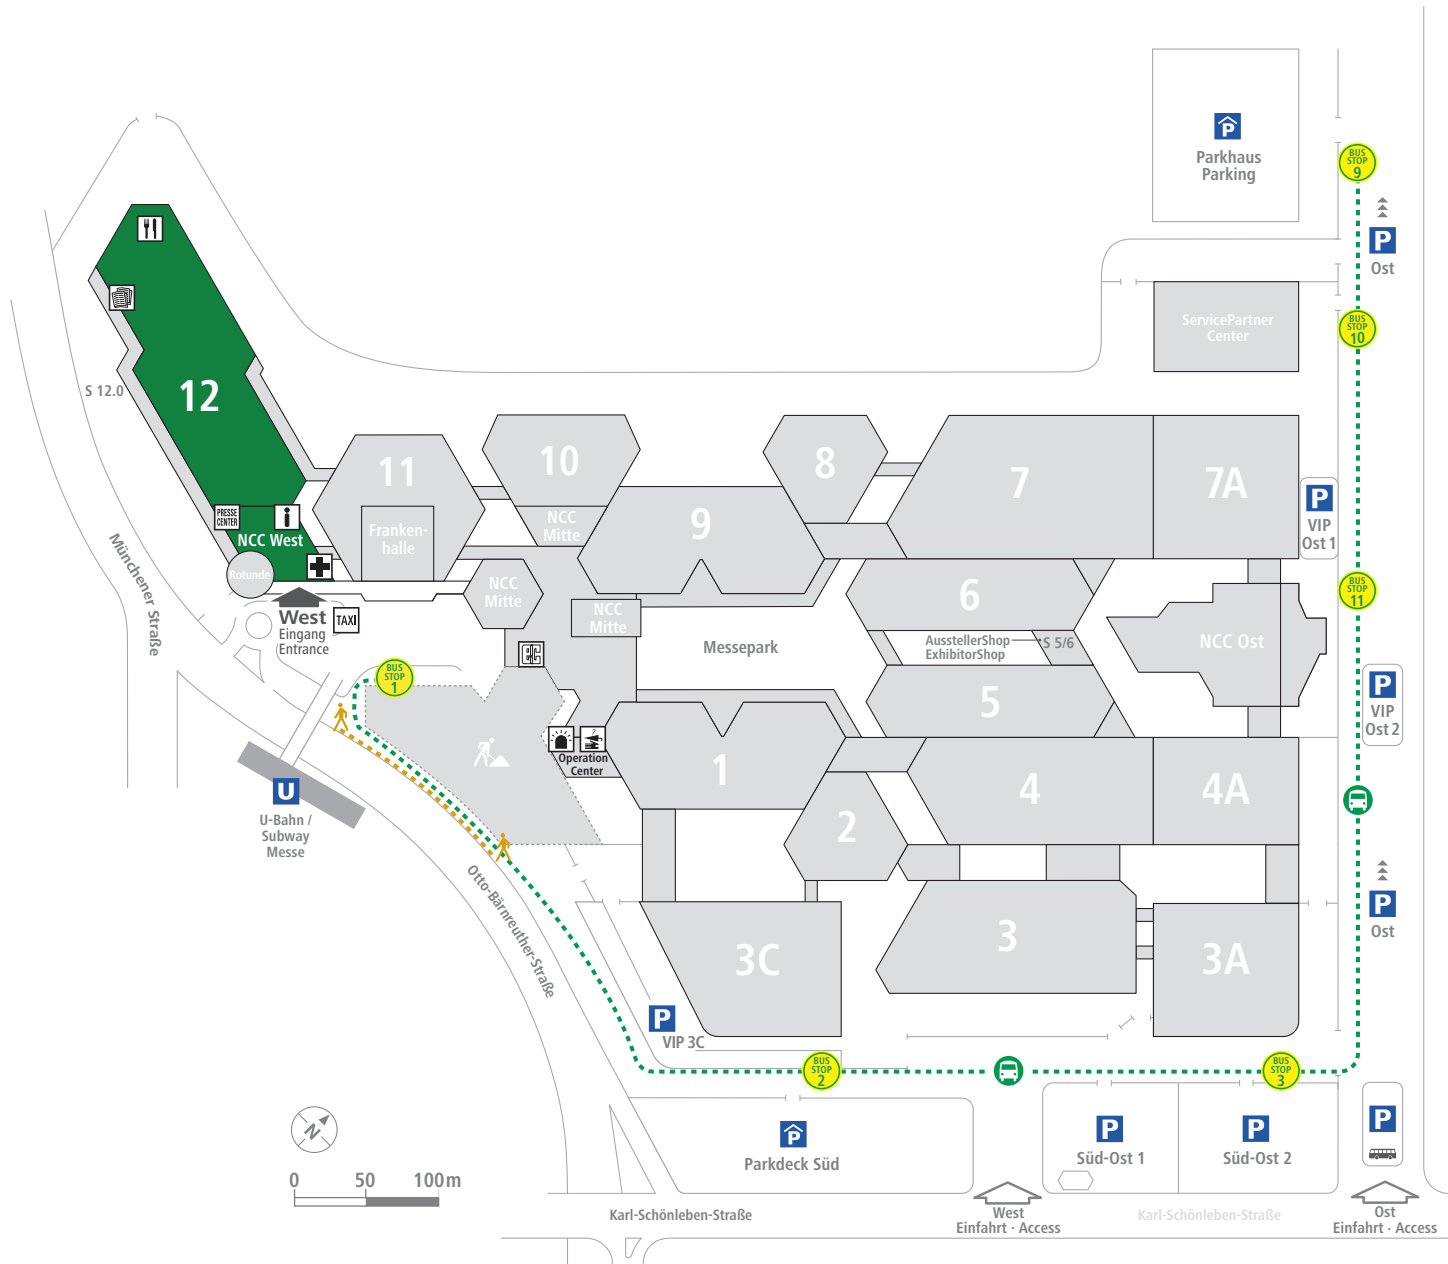 P
Parkhaus
Parking
BUS
STOP
9
P
Ost
BUS
STOP
10
ServicePartner
Center
12
S 12.0
11
Franken-
halle
10
NCC
Mitte
9
8
7
7A
P
VIP
Ost 1
PRESSE
CENTER
i
NCC West
Rotunde
West
Eingang
Entrance
TAXI
NCC
Mitte
NCC
Mitte
Messepark
6
AusstellerShop
ExhibitorShop
S 5/6
5
NCC Ost
BUS
STOP
11
P
VIP
Ost 2
Münchener Straße
BUS
STOP
1
U
U-Bahn /
Subway
Messe
Operation
Center
1
2
4
4A
Otto-Bärnreuther-Straße
3C
3
3A
P
Ost
P
VIP 3C
BUS
STOP
2
BUS
STOP
3
N
0 50 100 m
P
Parkdeck Süd
P
Süd-Ost 1
P
Süd-Ost 2
P
Karl-Schönleben-Straße
West
Einfahrt · Access
Karl-Schönleben-Straße
Ost
Einfahrt · Access